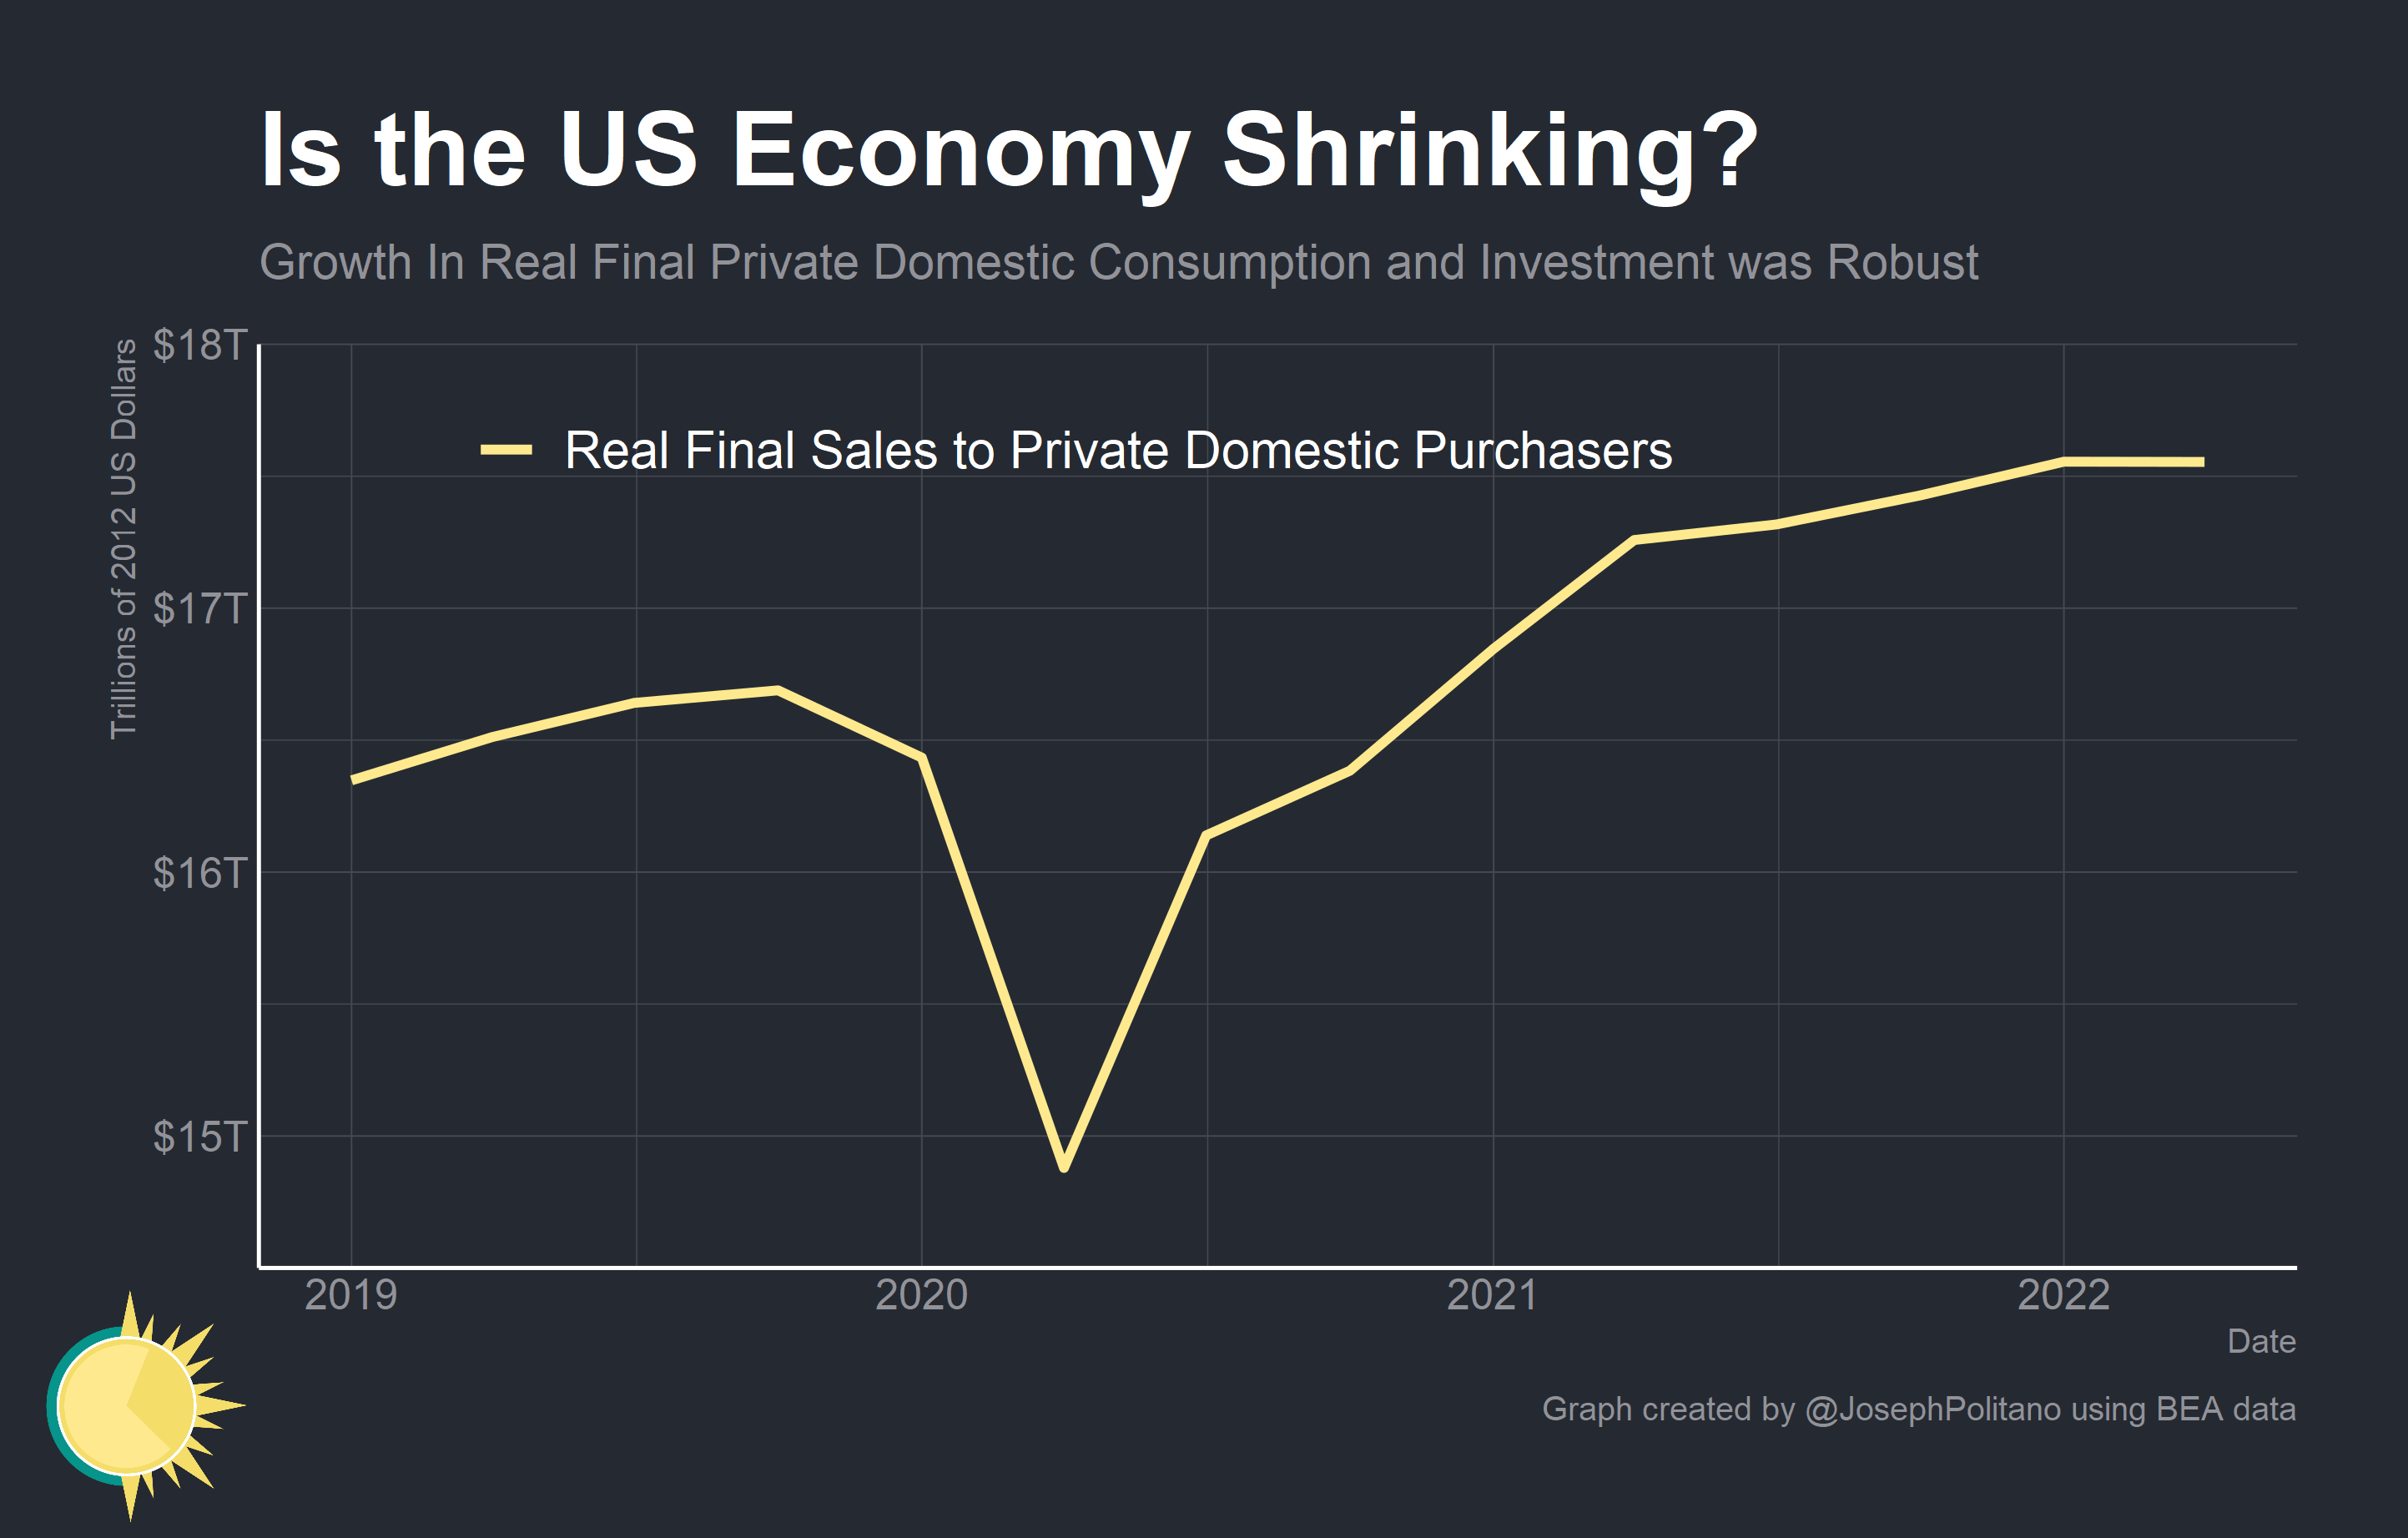 Is the US Economy Shrinking?
Growth In Real Final Private Domestic Consumption and Investment was Robust
Trillions of 2012 US Dollars
$18T
$17T
$16T
$15T
Real Final Sales to Private Domestic Purchasers
2019 2020 2021 2022
Date
Graph created by @JosephPolitano using BEA data